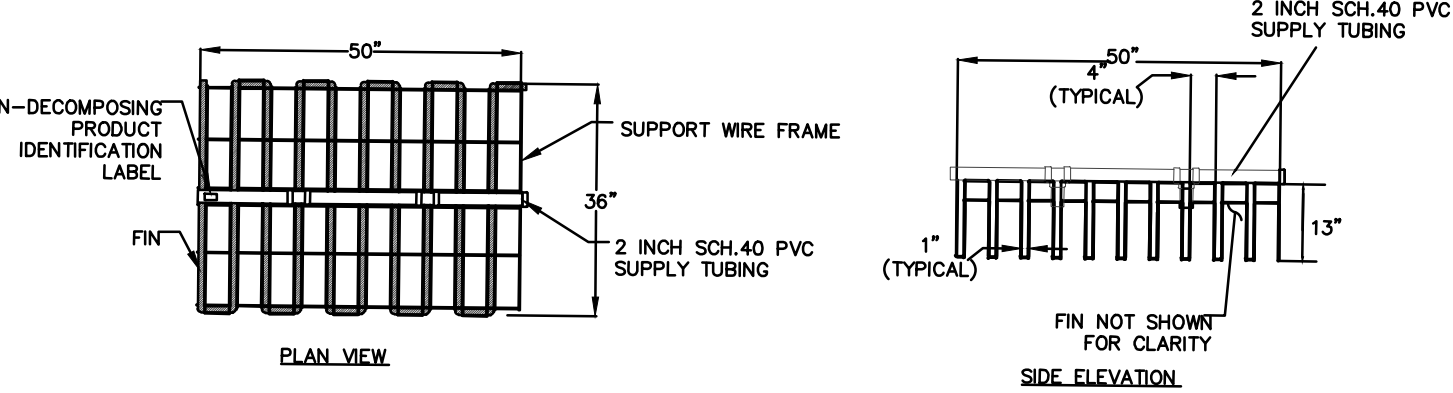 50"
N-DECOMPOSING
PRODUCT
IDENTIFICATION
LABEL
SUPPORT WIRE FRAME
36"
FIN
2 INCH SCH.40 PVC
SUPPLY TUBING
PLAN VIEW
2 INCH SCH.40 PVC
SUPPLY TUBING
50"
4"
(TYPICAL)
1"
(TYPICAL)
13"
FIN NOT SHOWN
FOR CLARITY
SIDE ELEVATION